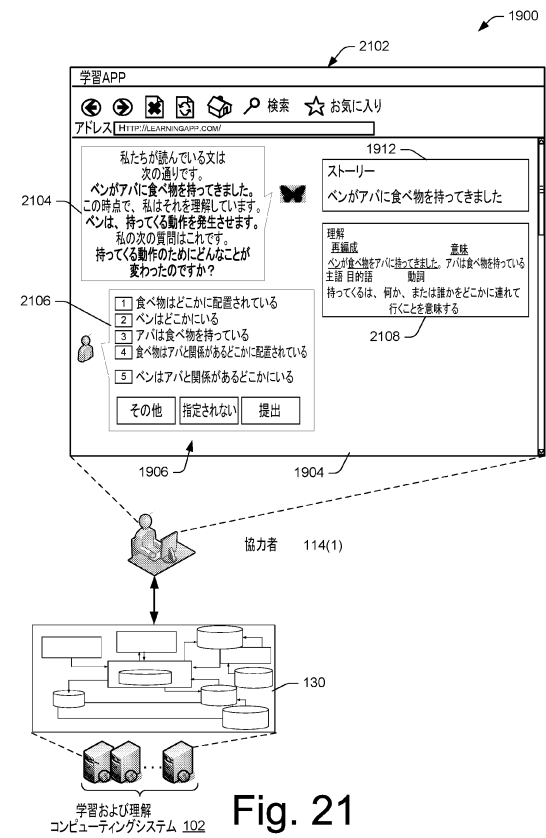 1900
2102
学習APP
検索
お気に入り
アドレス HTTP://LEARNINGAPP.COM/
2104
私たちが読んでいる文は
次の通りです。
ベンがアバに食べ物を持ってきました。
この時点で、私はそれを理解しています。
ベンは、持ってくる動作を発生させます。
私の次の質問はこれです。
持ってくる動作のためにどんなことが
変わったのですか？
1912
ストーリー
ベンがアバに食べ物を持ってきました
理解
再編成 意味
ベンが食べ物をアバに持ってきました。アバは食べ物を持っている
主語 目的語 動詞
持ってくるは、何か、または誰かをどこかに連れて
行くことを意味する
2108
2106
1 食べ物はどこかに配置されている
2 ベンはどこかにいる
3 アバは食べ物を持っている
4 食べ物はアバと関係があるどこかに配置されている
5 ベンはアバと関係があるどこかにいる
その他 指定されない 提出
1906
1904
協力者 114(1)
130
学習および理解
コンピューティングシステム 102
Fig. 21